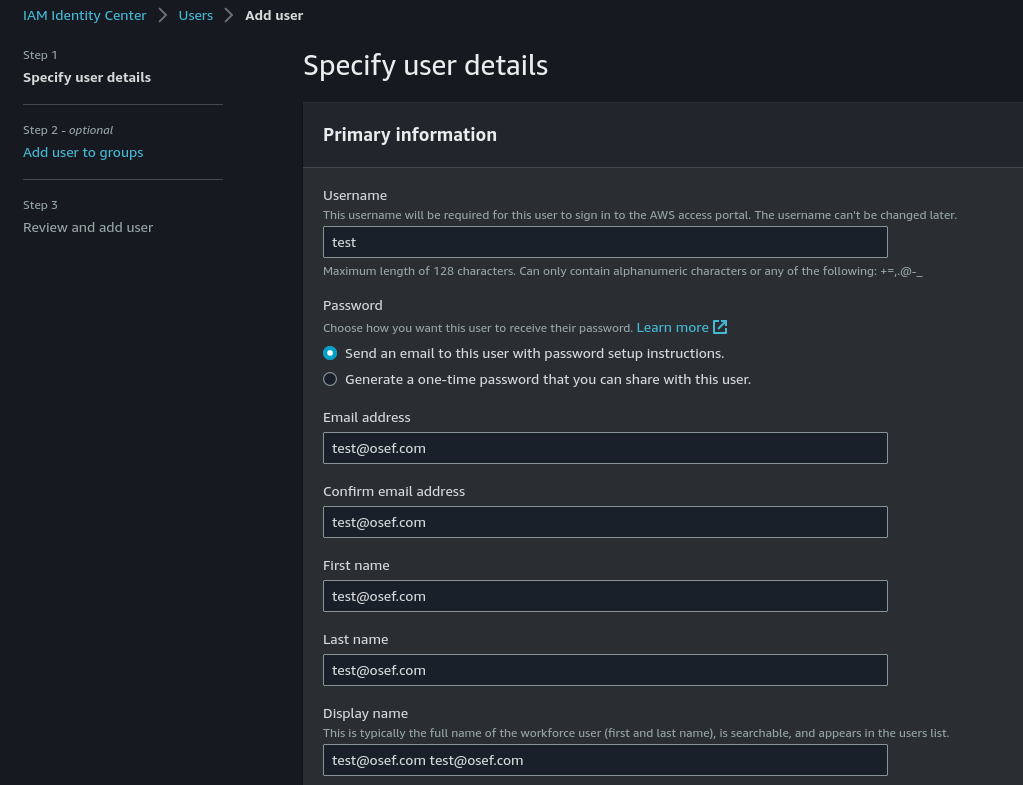 IAM Identity Center > Users > Add user
Step 1
Specify user details
Step 2 - optional
Add user to groups
Step 3
Review and add user
Specify user details
Primary information
Username
This username will be required for this user to sign in to the AWS access portal. The username can't be changed later.
test
Maximum length of 128 characters. Can only contain alphanumeric characters or any of the following: +=,.@-_
Password
Choose how you want this user to receive their password. Learn more
Send an email to this user with password setup instructions.
Generate a one-time password that you can share with this user.
Email address
test@osef.com
Confirm email address
test@osef.com
First name
test@osef.com
Last name
test@osef.com
Display name
This is typically the full name of the workforce user (first and last name), is searchable, and appears in the users list.
test@osef.com test@osef.com